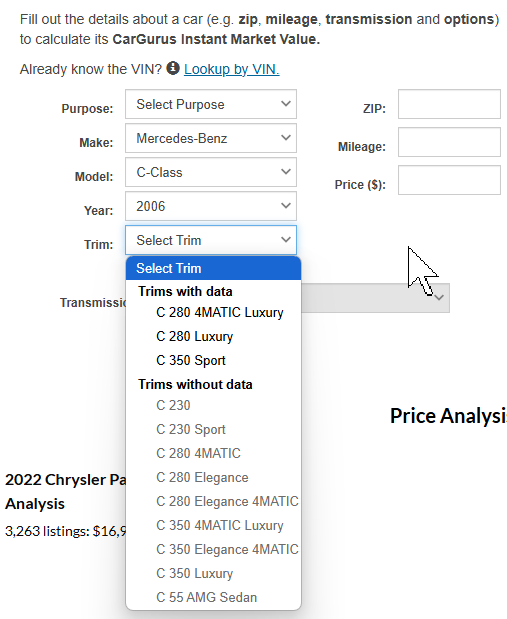 Fill out the details about a car (e.g. zip, mileage, transmission and options)
to calculate its CarGurus Instant Market Value.
Already know the VIN? Lookup by VIN.
Purpose: Select Purpose
ZIP:
Make: Mercedes-Benz
Mileage:
Model: C-Class
Price ($):
Year: 2006
Trim: Select Trim
Select Trim
Trims with data
C 280 4MATIC Luxury
Transmissi
C 280 Luxury
C 350 Sport
Trims without data
C 230
C 230 Sport
C 280 4MATIC
C 280 Elegance
C 280 Elegance 4MATIC
C 350 4MATIC Luxury
C 350 Elegance 4MATIC
C 350 Luxury
C 55 AMG Sedan
Price Analysi
2022 Chrysler Pa
Analysis
3,263 listings: $16,9